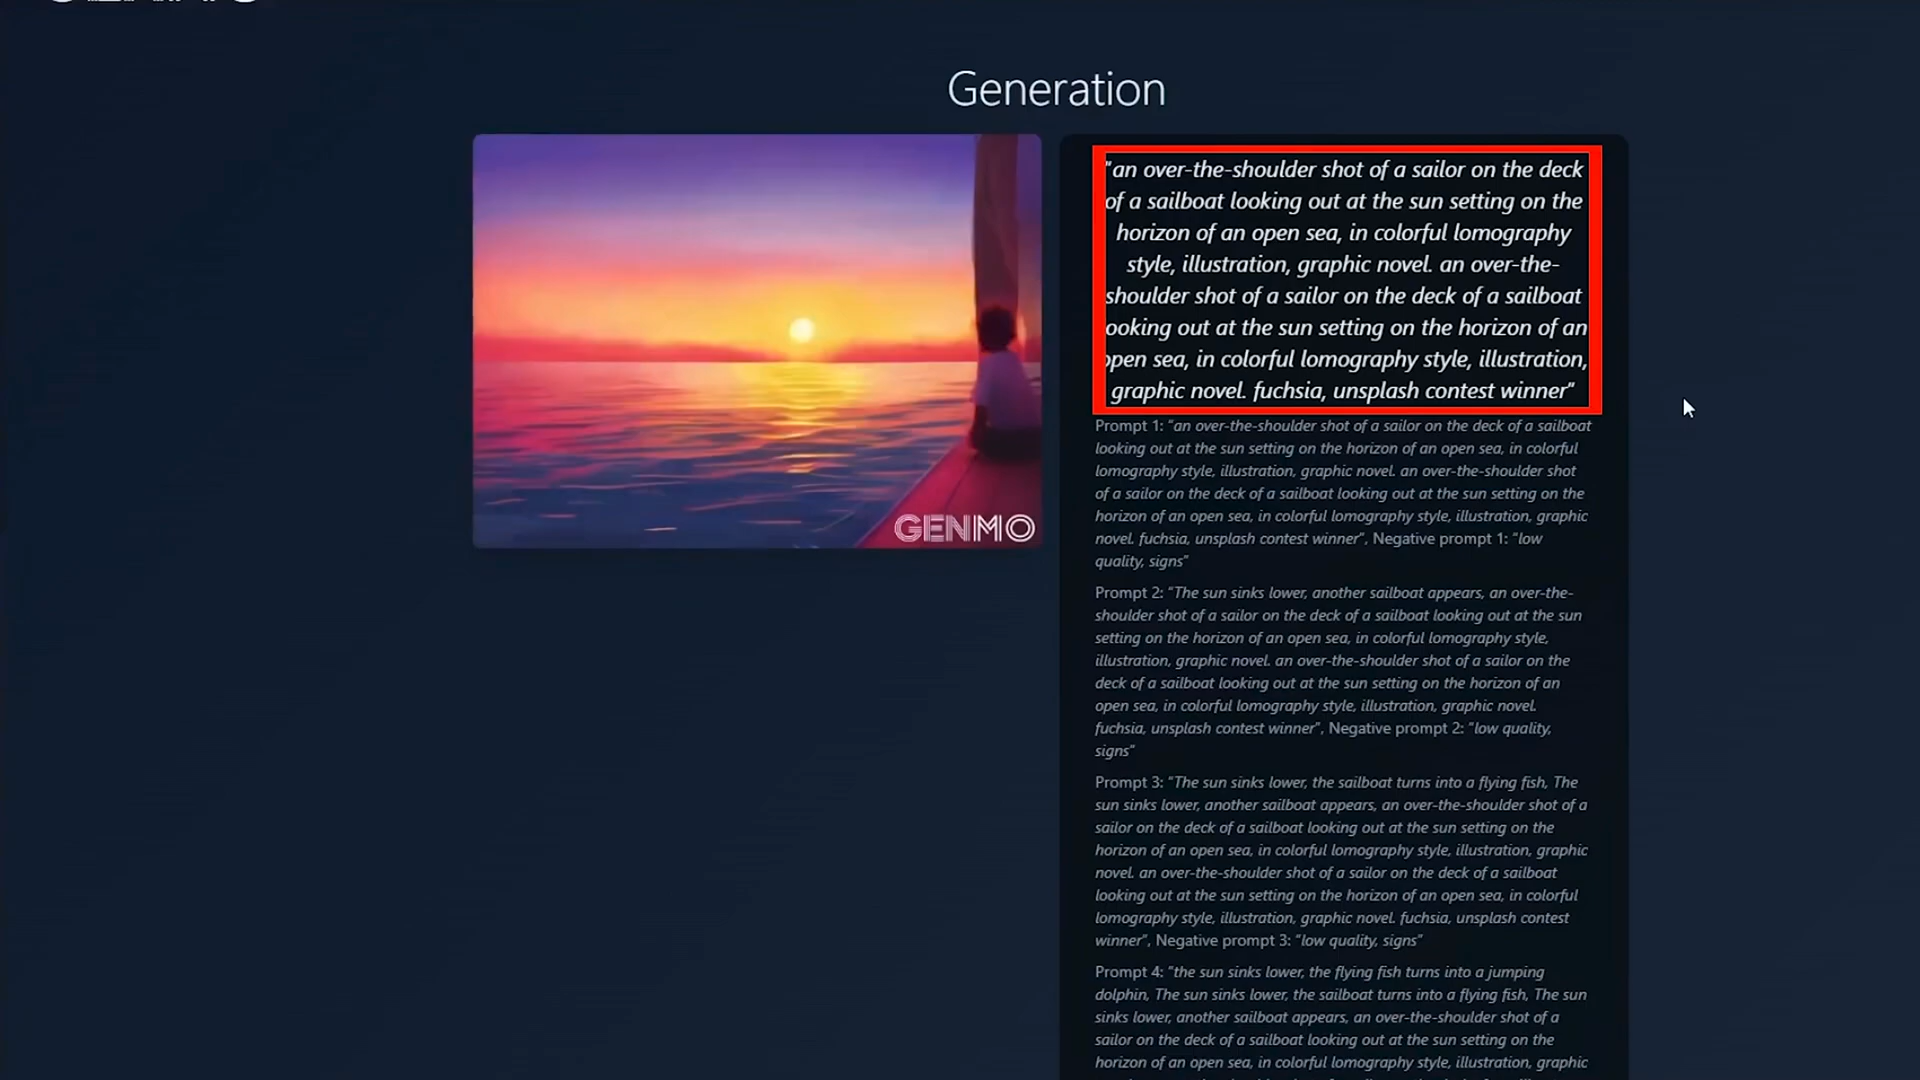 Generation
GENMO
"an over-the-shoulder shot of a sailor on the deck
of a sailboat looking out at the sun setting on the
horizon of an open sea, in colorful lomography
style, illustration, graphic novel. an over-the-
shoulder shot of a sailor on the deck of a sailboat
ooking out at the sun setting on the horizon of an
open sea, in colorful lomography style, illustration,
graphic novel. fuchsia, unsplash contest winner"
Prompt 1: "an over-the-shoulder shot of a sailor on the deck of a sailboat
looking out at the sun setting on the horizon of an open sea, in colorful
lomography style, illustration, graphic novel. an over-the-shoulder shot
of a sailor on the deck of a sailboat looking out at the sun setting on the
horizon of an open sea, in colorful lomography style, illustration, graphic
novel. fuchsia, unsplash contest winner", Negative prompt 1: "low
quality, signs"
Prompt 2: "The sun sinks lower, another sailboat appears, an over-the-
shoulder shot of a sailor on the deck of a sailboat looking out at the sun
setting on the horizon of an open sea, in colorful lomography style,
illustration, graphic novel. an over-the-shoulder shot of a sailor on the
deck of a sailboat looking out at the sun setting on the horizon of an
open sea, in colorful lomography style, illustration, graphic novel.
fuchsia, unsplash contest winner", Negative prompt 2: "low quality,
signs"
Prompt 3: "The sun sinks lower, the sailboat turns into a flying fish, The
sun sinks lower, another sailboat appears, an over-the-shoulder shot of a
sailor on the deck of a sailboat looking out at the sun setting on the
horizon of an open sea, in colorful lomography style, illustration, graphic
novel. an over-the-shoulder shot of a sailor on the deck of a sailboat
looking out at the sun setting on the horizon of an open sea, in colorful
lomography style, illustration, graphic novel. fuchsia, unsplash contest
winner", Negative prompt 3: "low quality, signs"
Prompt 4: "the sun sinks lower, the flying fish turns into a jumping
dolphin, The sun sinks lower, the sailboat turns into a flying fish, The sun
sinks lower, another sailboat appears, an over-the-shoulder shot of a
sailor on the deck of a sailboat looking out at the sun setting on the
horizon of an open sea, in colorful lomography style, illustration, graphic